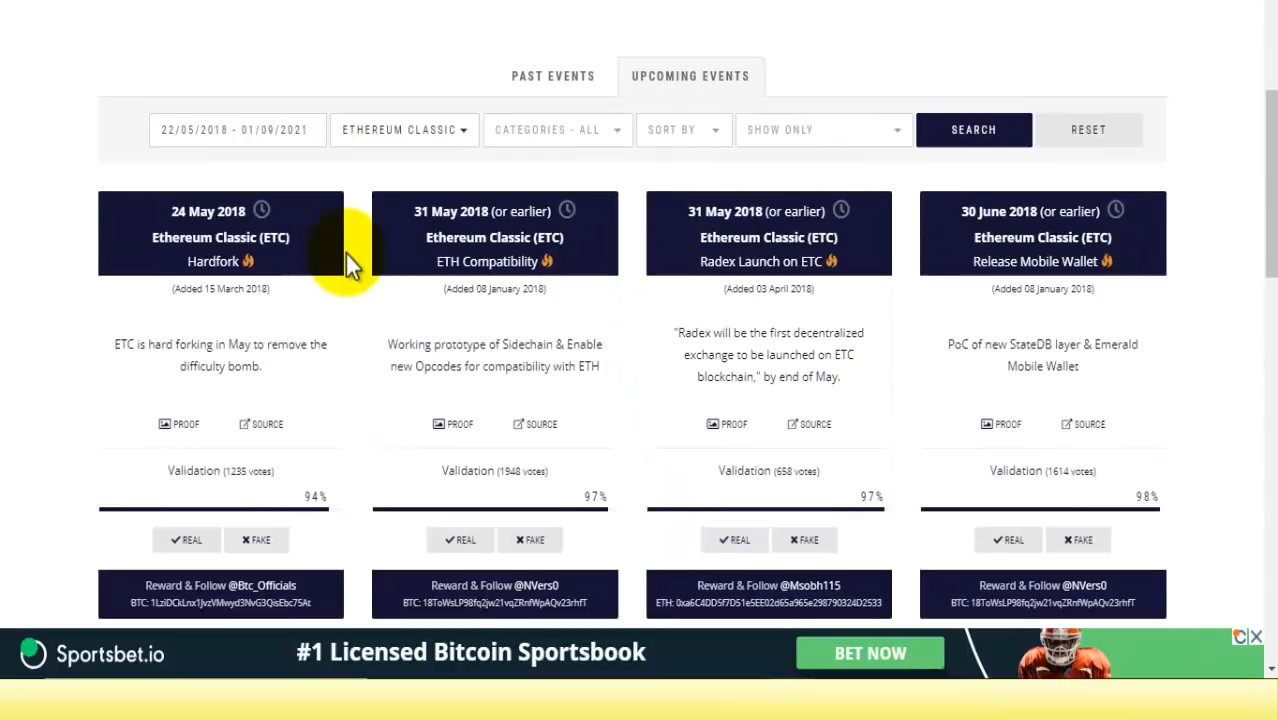 PAST EVENTS
UPCOMING EVENTS
22/05/2018 - 01/09/2021
ETHEREUM CLASSIC
CATEGORIES - ALL
SORT BY
SHOW ONLY
SEARCH
RESET
24 May 2018
Ethereum Classic (ETC)
Hardfork
(Added 15 March 2018)
ETC is hard forking in May to remove the
difficulty bomb.
PROOF
SOURCE
Validation (1235 votes)
94%
REAL
FAKE
Reward & Follow @Btc_Officials
31 May 2018 (or earlier)
Ethereum Classic (ETC)
ETH Compatibility
(Added 08 January 2018)
Working prototype of Sidechain & Enable
new Opcodes for compatibility with ETH
PROOF
SOURCE
Validation (1948 votes)
97%
REAL
FAKE
Reward & Follow @NVers0
31 May 2018 (or earlier)
Ethereum Classic (ETC)
Radex Launch on ETC
(Added 03 April 2018)
"Radex will be the first decentralized
exchange to be launched on ETC
blockchain," by end of May.
PROOF
SOURCE
Validation (658 votes)
97%
REAL
FAKE
Reward & Follow @Msobh115
30 June 2018 (or earlier)
Ethereum Classic (ETC)
Release Mobile Wallet
(Added 08 January 2018)
PoC of new StateDB layer & Emerald
Mobile Wallet
PROOF
SOURCE
Validation (1614 votes)
98%
REAL
FAKE
Reward & Follow @NVers0
Sportsbet.io
#1 Licensed Bitcoin Sportsbook
BET NOW